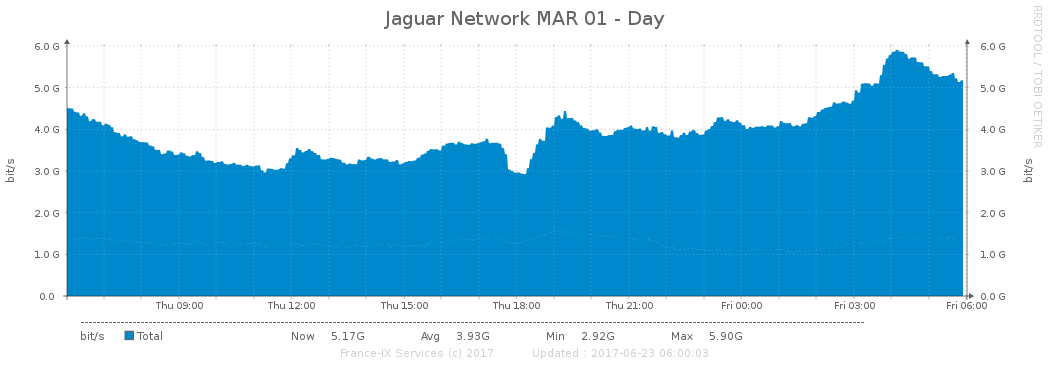 Jaguar Network MAR 01 - Day
RRDTOOL / TOBI OETIKER
bit/s
bit/s
6.0 G 6.0 G
5.0 G 5.0 G
4.0 G 4.0 G
3.0 G 3.0 G
2.0 G 2.0 G
1.0 G 1.0 G
0.0 0.0 G
Thu 09:00 Thu 12:00 Thu 15:00 Thu 18:00 Thu 21:00 Fri 00:00 Fri 03:00 Fri 06:00
bit/s Total Now 5.17G Avg 3.93G Min 2.92G Max 5.90G
France-IX Services (c) 2017 Updated : 2017-06-23 06:00:03